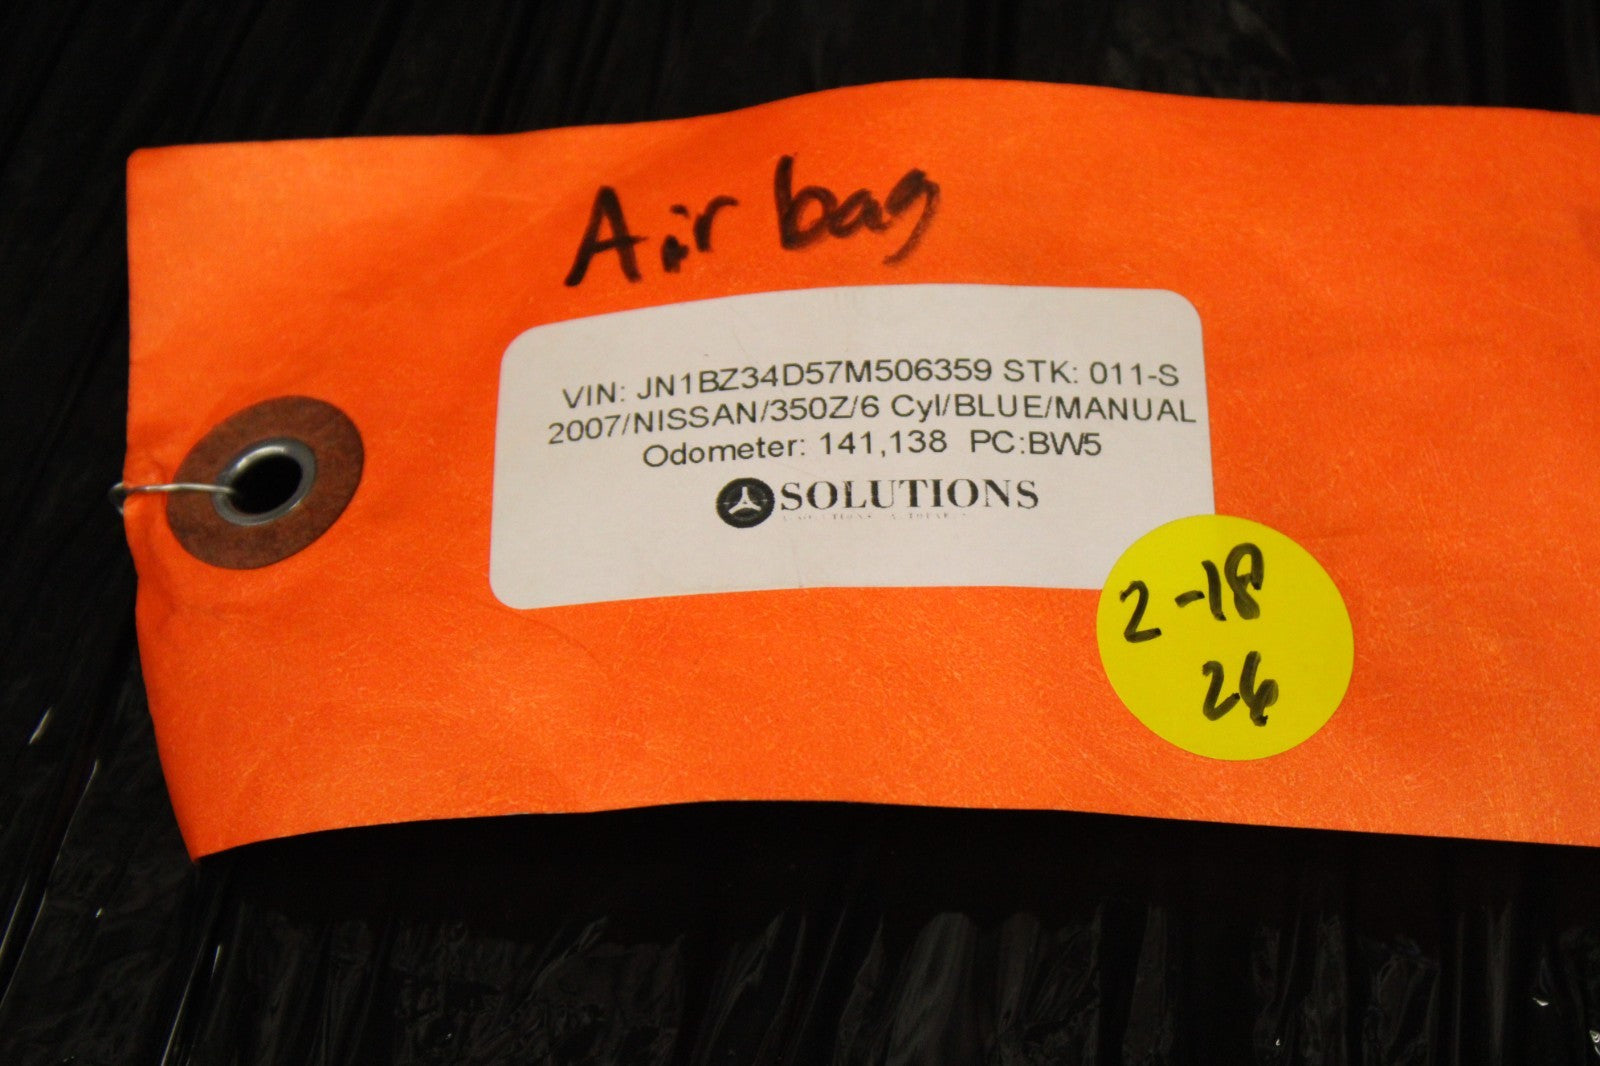 Air bag
VIN: JN1BZ34D57M506359 STK: 011-S
2007/NISSAN/350Z/6 Cyl/BLUE/MANUAL
Odometer: 141,138 PC:BW5
SOLUTIONS
2-18
26